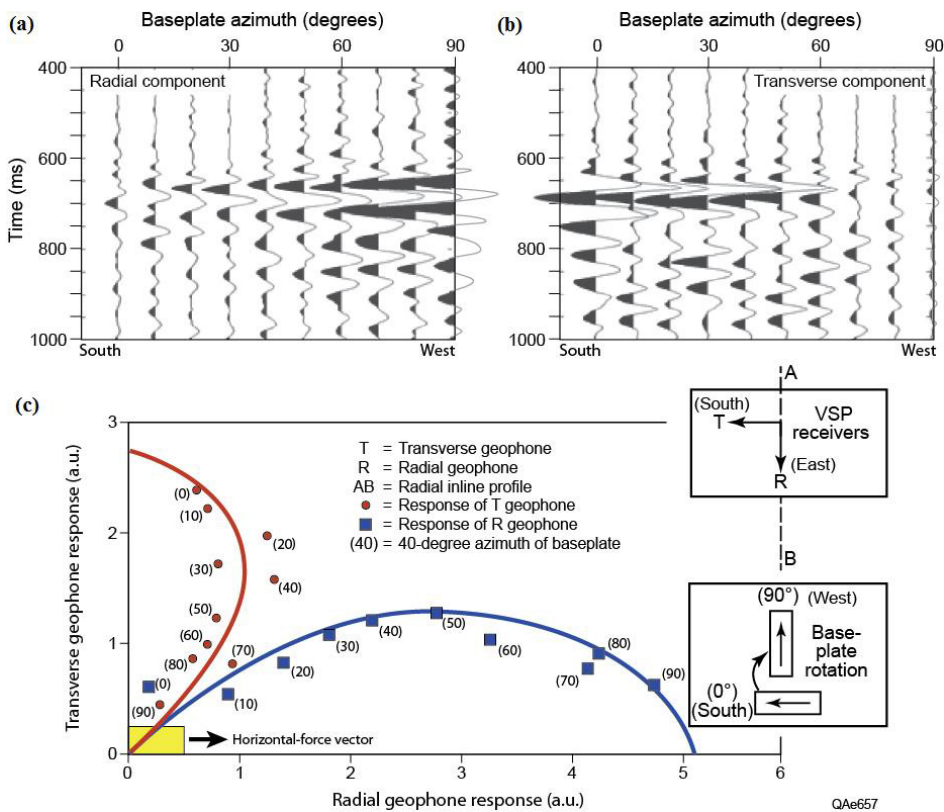 (a)
Baseplate azimuth (degrees)
0 30 60 90
Radial component
400
600
800
1000
Time (ms)
South West
(b)
Baseplate azimuth (degrees)
0 30 60 90
Transverse component
400
600
800
1000
South West
(c)
Transverse geophone response (a.u.)
3
2
1
0
T = Transverse geophone
R = Radial geophone
AB = Radial inline profile
= Response of T geophone
= Response of R geophone
(40) = 40-degree azimuth of baseplate
(0)
(10)
(20)
(30)
(40)
(50)
(60)
(70)
(80)
(90)
(0)
(10)
(20)
(30)
(40)
(50)
(60)
(70)
(80)
(90)
Horizontal-force vector
0 1 2 3 4 5 6
Radial geophone response (a.u.)
A
(South)
T
VSP
receivers
(East)
R
B
(90°) (West)
Base-
plate
rotation
(0°)
(South)
QAe657